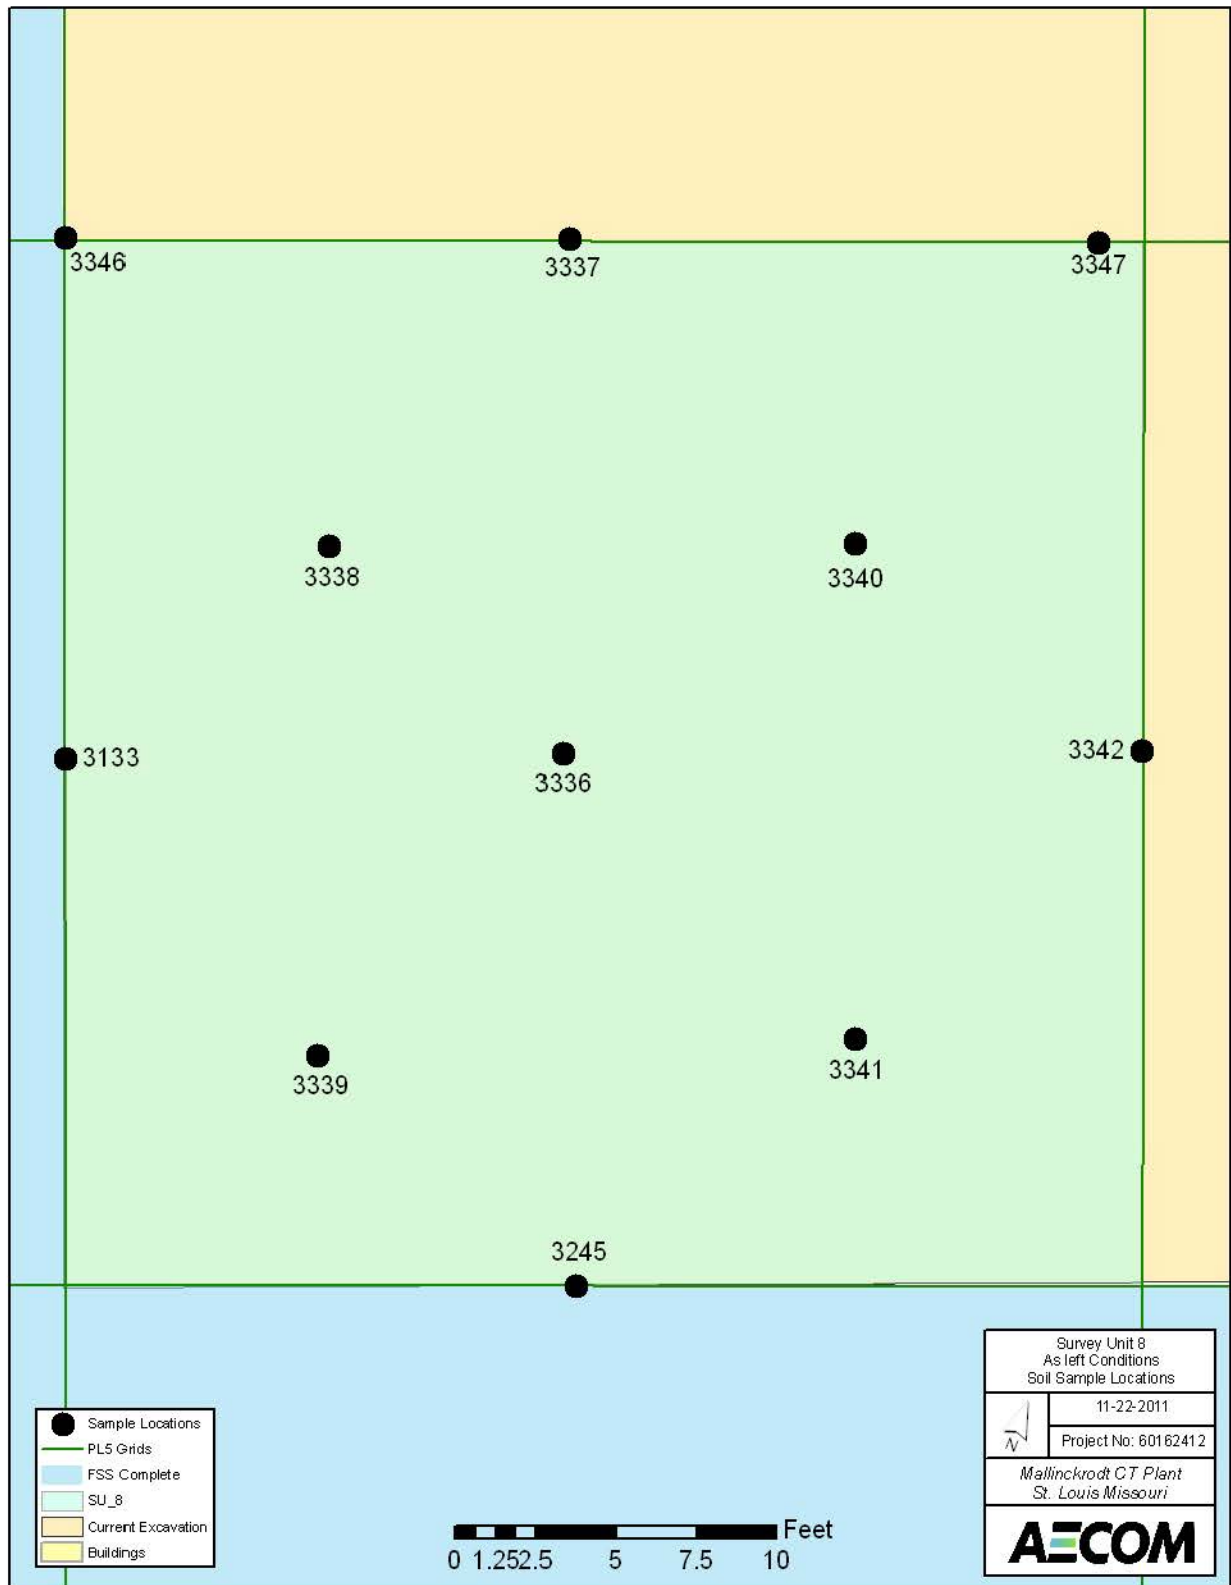 3346
3337
3347
3338
3340
3133
3336
3342
3339
3341
3245
Sample Locations
PL5 Grids
FSS Complete
SU_8
Current Excavation
Buildings
Feet
0 1.252.5 5 7.5 10
Survey Unit 8
As left Conditions
Soil Sample Locations
N
11-22-2011
Project No: 60162412
Mallinckrodt CT Plant
St. Louis Missouri
AECOM